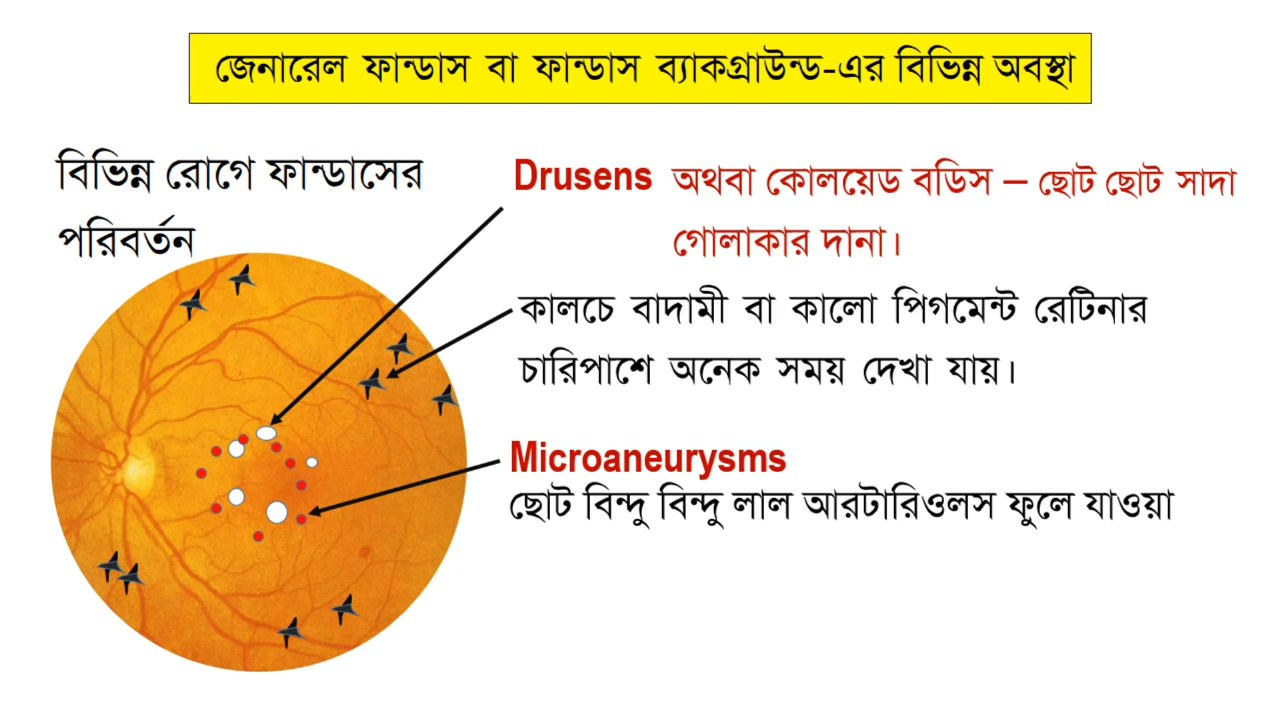 জেনারেল ফান্ডাস বা ফান্ডাস ব্যাকগ্রাউন্ড-এর বিভিন্ন অবস্থা
বিভিন্ন রোগে ফান্ডাসের
পরিবর্তন
Drusens অথবা কোলয়েড বডিস – ছোট ছোট সাদা
গোলাকার দানা।
কালচে বাদামী বা কালো পিগমেন্ট রেটিনার
চারিপাশে অনেক সময় দেখা যায়।
Microaneurysms
ছোট বিন্দু বিন্দু লাল আরটারিওলস ফুলে যাওয়া